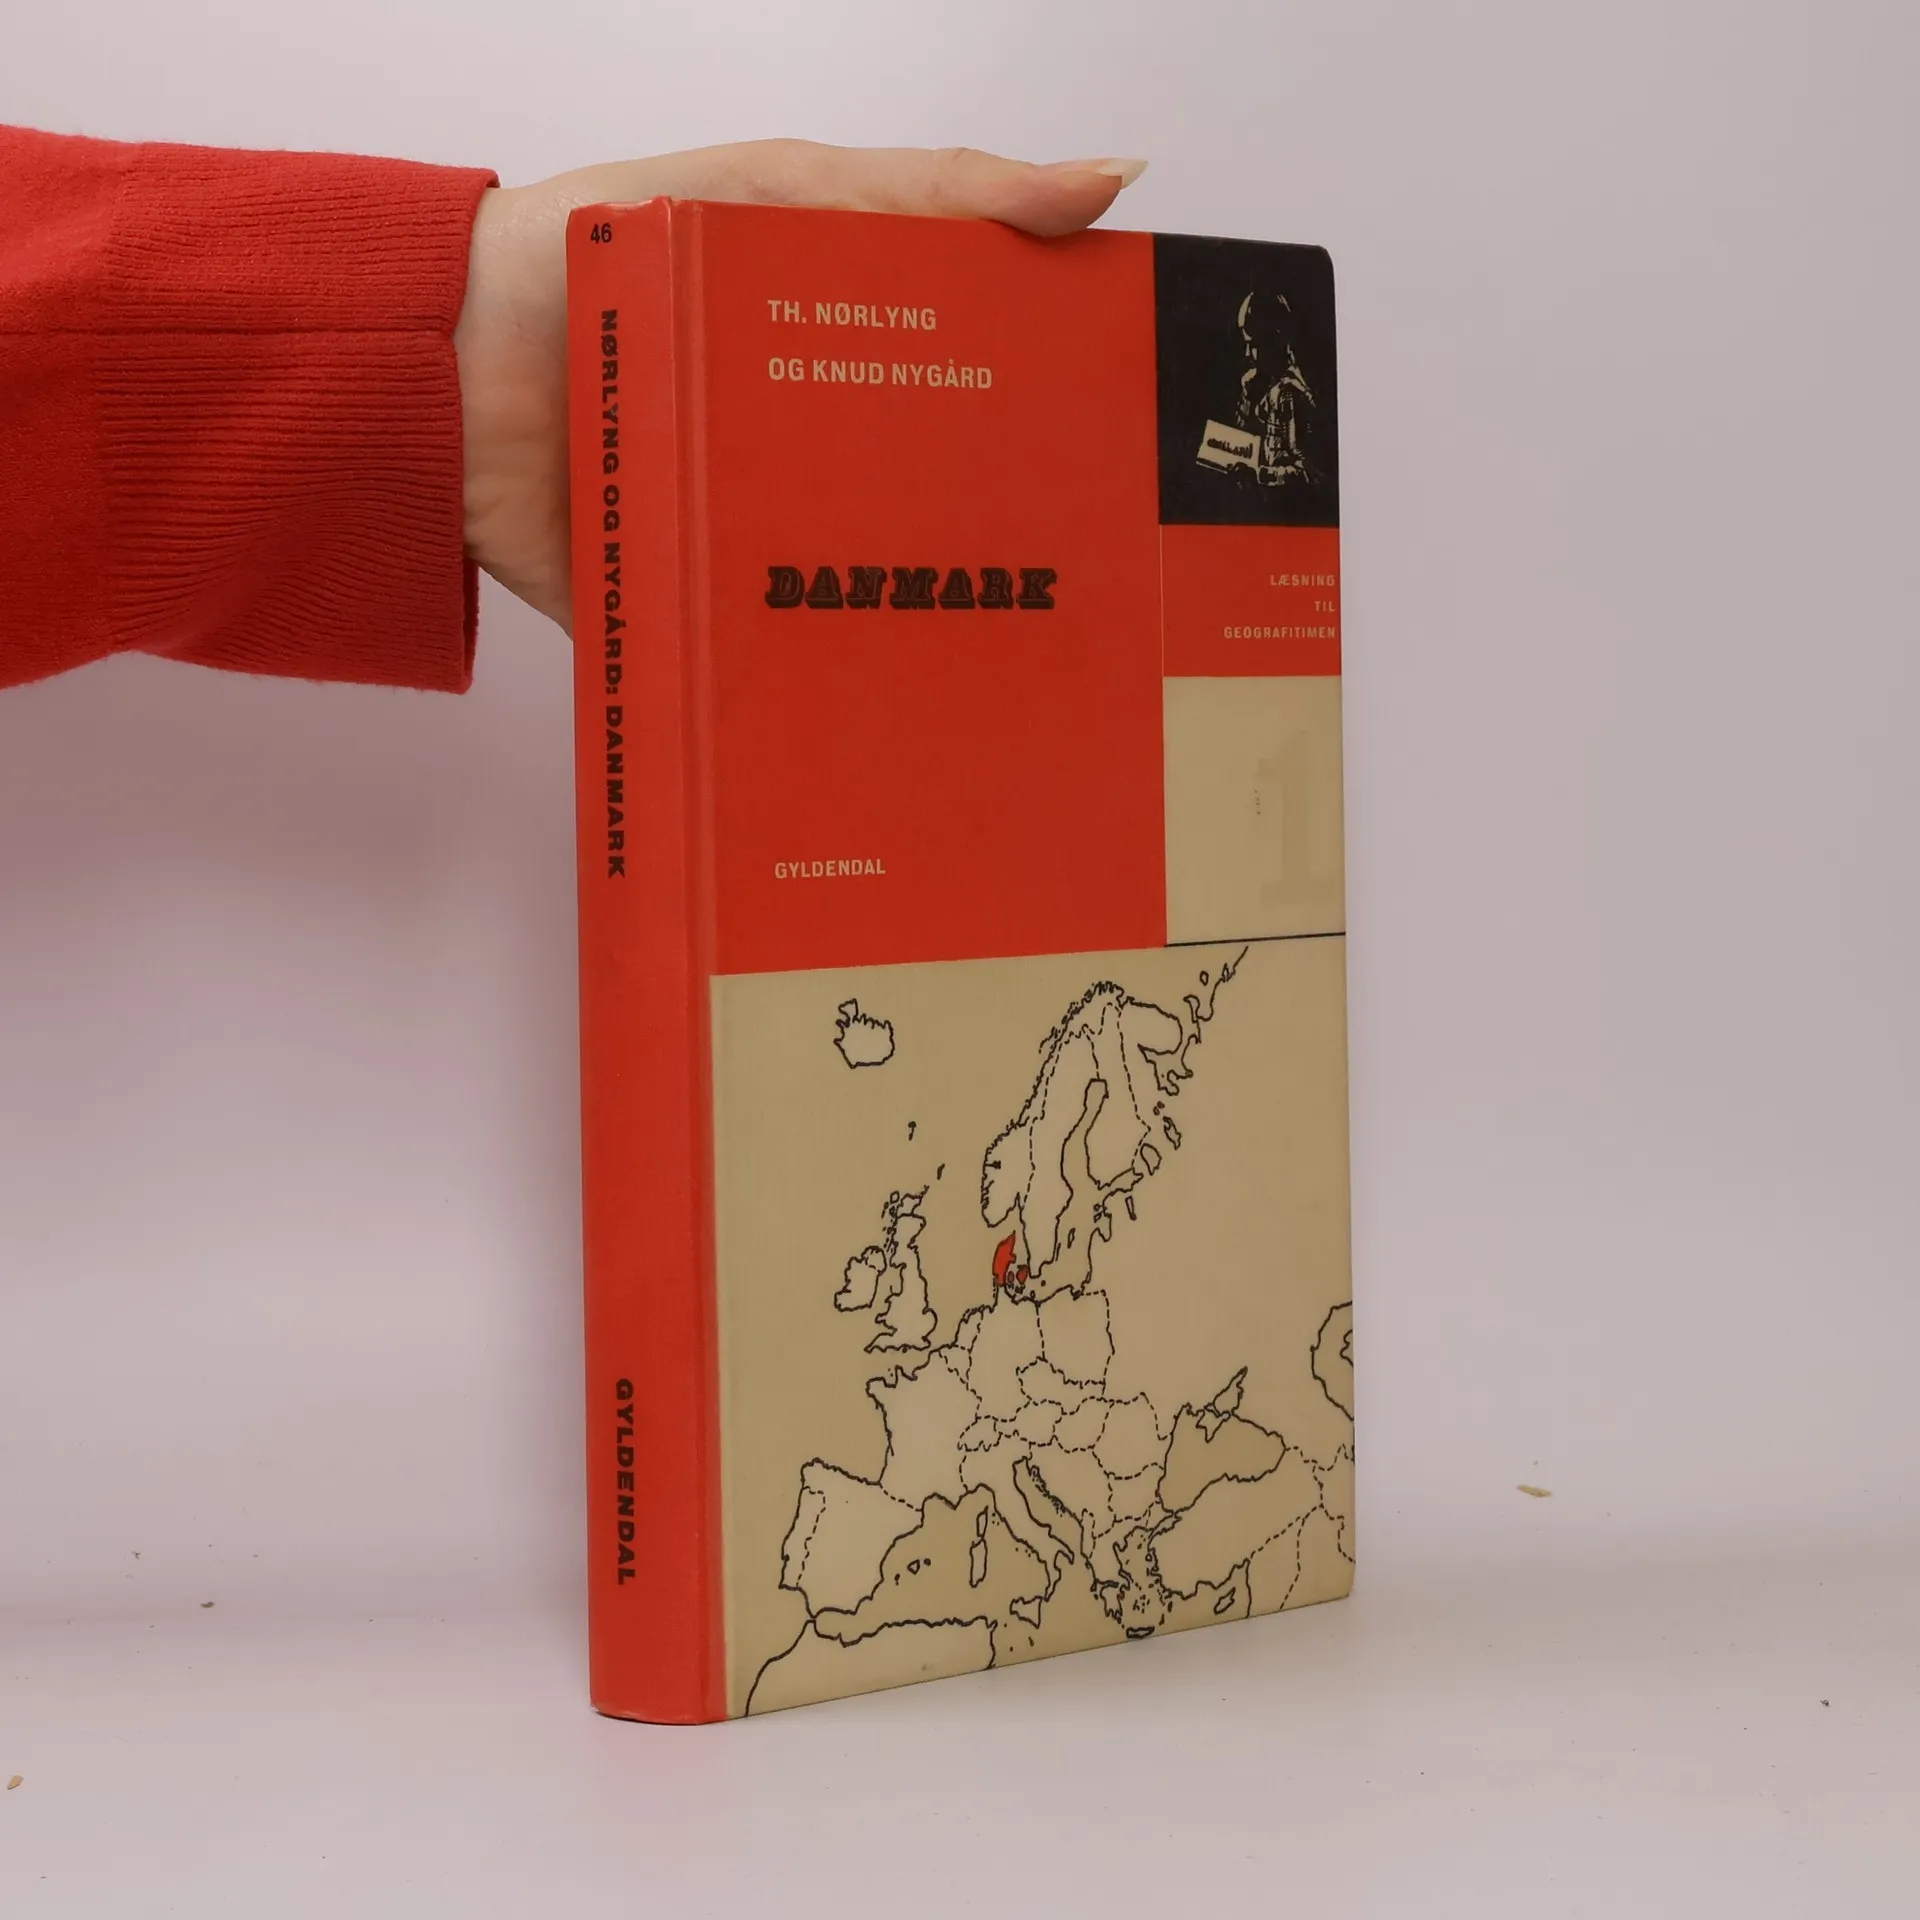 46
NØRLYNG OG NYGÅRD: DANMARK
GYLDENDAL
TH. NØRLYNG
OG KNUD NYGÅRD
DANMARK
GYLDENDAL
LÆSNING
TIL
GEOGRAFITIMEN
1